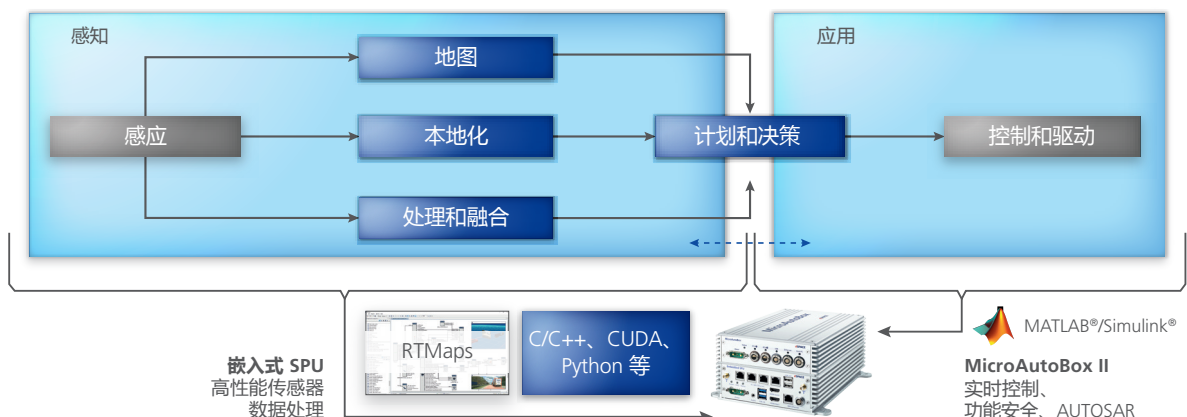 感知
应用
地图
感应
本地化
计划和决策
控制和驱动
处理和融合
RTMaps
C/C++、CUDA、
Python 等
MicroAutoBox
MATLAB®/Simulink®
嵌入式 SPU
高性能传感器
数据处理
MicroAutoBox II
实时控制、
功能安全、AUTOSAR